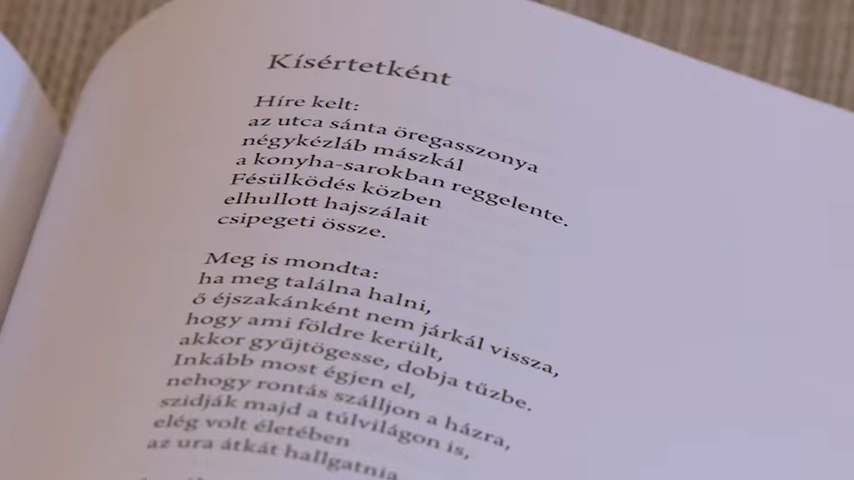 Kísértetként
Híre kelt:
az utca sánta öregasszonya
négykézláb mászkál
a konyha-sarokban reggelente.
Fésülködés közben
elhullott hajszálait
csipegeti össze.
Meg is mondta:
ha meg találna halni,
ő éjszakánként nem járkál vissza,
hogy ami földre került,
akkor gyűjtögesse, dobja tűzbe.
Inkább most égjen el,
nehogy rontás szálljon a házra,
szidják majd a túlvilágon is,
elég volt életében
az ura átkát hallgatnia